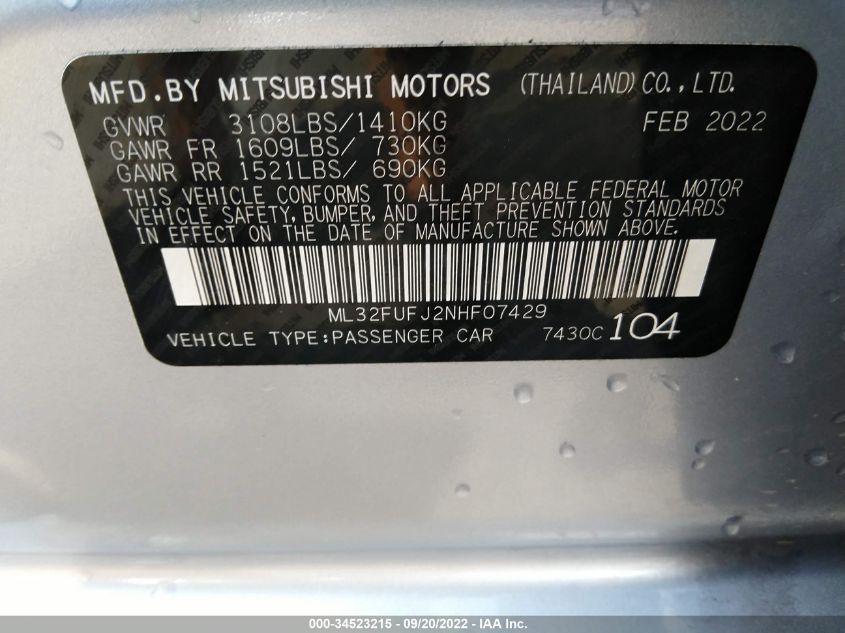 MFD.BY MITSUBISHI MOTORS (THAILAND) CO., LTD.
GVWR 3108LBS/1410KG FEB 2022
GAWR FR 1609LBS/ 730KG
GAWR RR 1521LBS/ 690KG
THIS VEHICLE CONFORMS TO ALL APPLICABLE FEDERAL MOTOR
VEHICLE SAFETY, BUMPER, AND THEFT PREVENTION STANDARDS
IN EFFECT ON THE DATE OF MANUFACTURE SHOWN ABOVE.
ML32FUFJ2NHF07429
VEHICLE TYPE:PASSENGER CAR 7430C 104
000-34523215 - 09/20/2022 - IAA Inc.